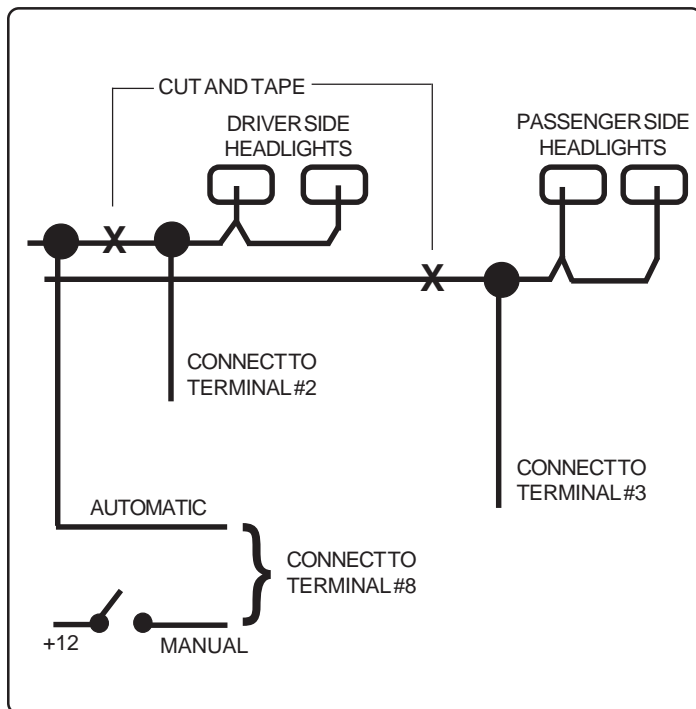 CUT AND TAPE
DRIVER SIDE
HEADLIGHTS
PASSENGER SIDE
HEADLIGHTS
X
X
CONNECT TO
TERMINAL #2
CONNECT TO
TERMINAL #3
AUTOMATIC
CONNECT TO
TERMINAL #8
+12
MANUAL